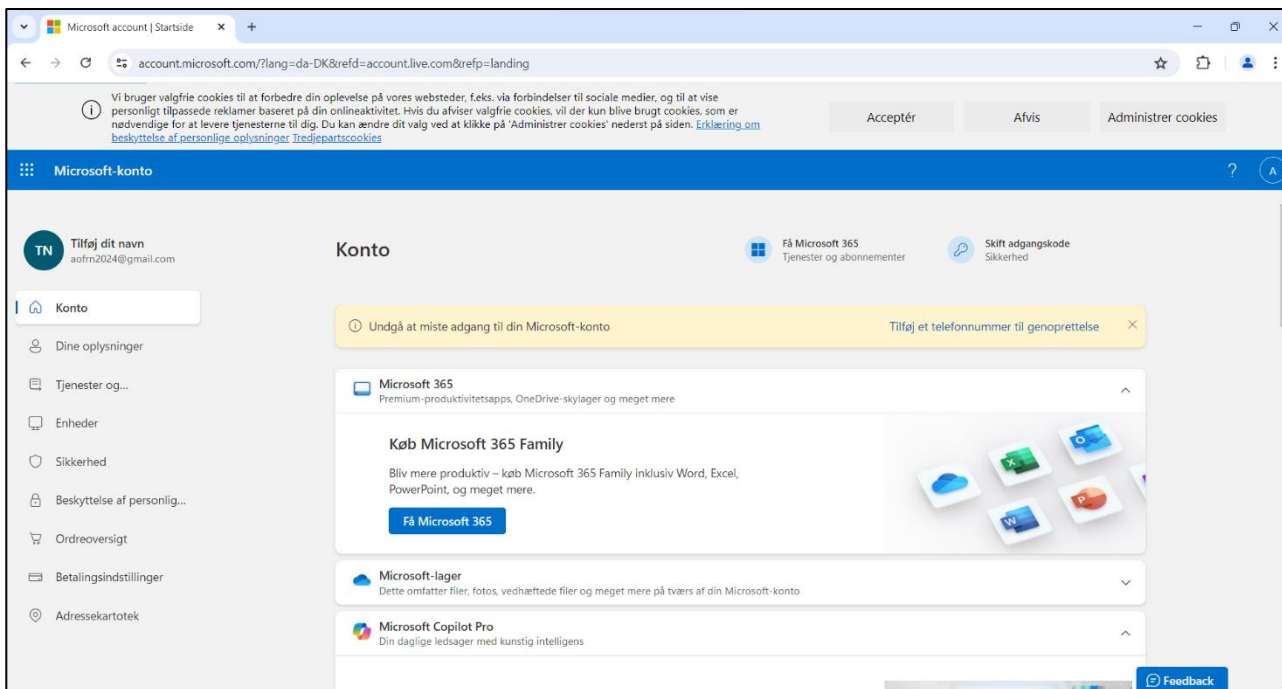 Microsoft account | Startside
account.microsoft.com/?lang=da-DK&refd=account.live.com&refp=landing
Vi bruger valgfrie cookies til at forbedre din oplevelse på vores websteder, f.eks. via forbindelser til sociale medier, og til at vise
personligt tilpassede reklamer baseret på din onlineaktivitet. Hvis du afviser valgfrie cookies, vil der kun blive brugt cookies, som er
nødvendige for at levere tjenesterne til dig. Du kan ændre dit valg ved at klikke på 'Administrer cookies' nederst på siden. Erklæring om
beskyttelse af personlige oplysninger Tredjepartscookies
Acceptér
Afvis
Administrer cookies
Microsoft-konto
?
A
TN
Tilføj dit navn
aofrn2024@gmail.com
Konto
Få Microsoft 365
Tjenester og abonnementer
Skift adgangskode
Sikkerhed
Konto
Dine oplysninger
Tjenester og...
Enheder
Sikkerhed
Beskyttelse af personlig...
Ordreoversigt
Betalingsindstillinger
Adressekartotek
Undgå at miste adgang til din Microsoft-konto
Tilføj et telefonnummer til genoprettelse
Microsoft 365
Premium-produktivitetsapps, OneDrive-skylager og meget mere
Køb Microsoft 365 Family
Bliv mere produktiv – køb Microsoft 365 Family inklusiv Word, Excel,
PowerPoint, og meget mere.
Få Microsoft 365
Microsoft-lager
Dette omfatter filer, fotos, vedhæftede filer og meget mere på tværs af din Microsoft-konto
Microsoft Copilot Pro
Din daglige ledsager med kunstig intelligens
Feedback